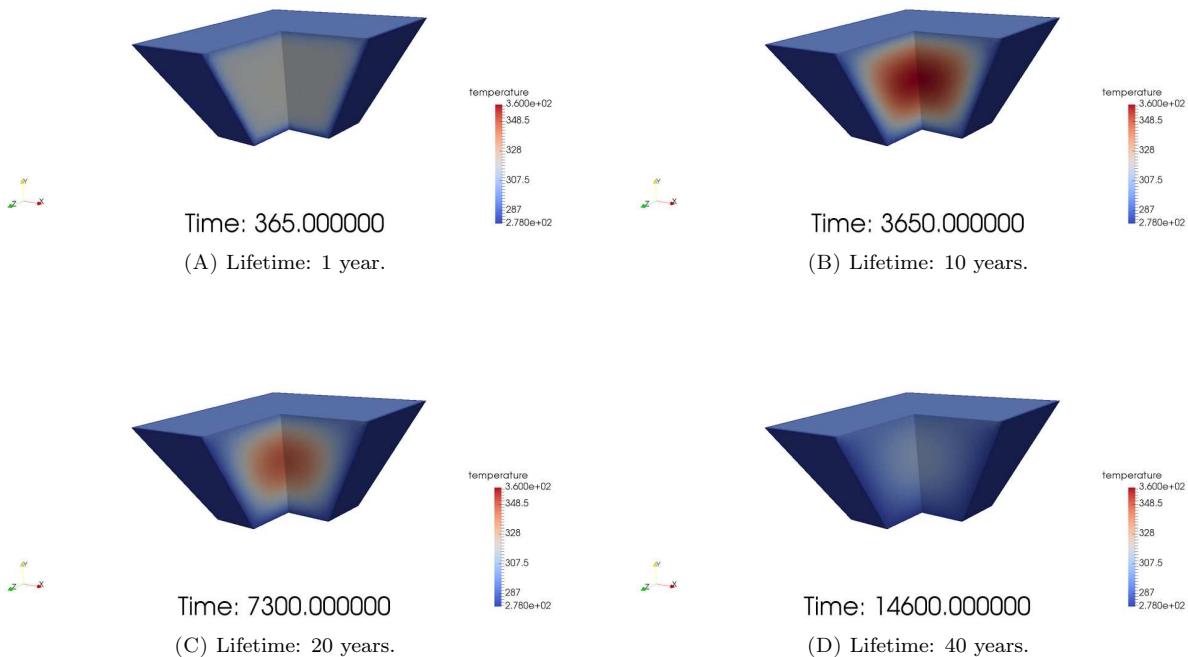 temperature
3.600e+02
348.5
328
307.5
287
2.780e+02
Y
Z
X
Time: 365.000000
(A) Lifetime: 1 year.
temperature
3.600e+02
348.5
328
307.5
287
2.780e+02
Y
Z
X
Time: 3650.000000
(B) Lifetime: 10 years.
temperature
3.600e+02
348.5
328
307.5
287
2.780e+02
Y
Z
X
Time: 7300.000000
(C) Lifetime: 20 years.
temperature
3.600e+02
348.5
328
307.5
287
2.780e+02
Y
Z
X
Time: 14600.000000
(D) Lifetime: 40 years.